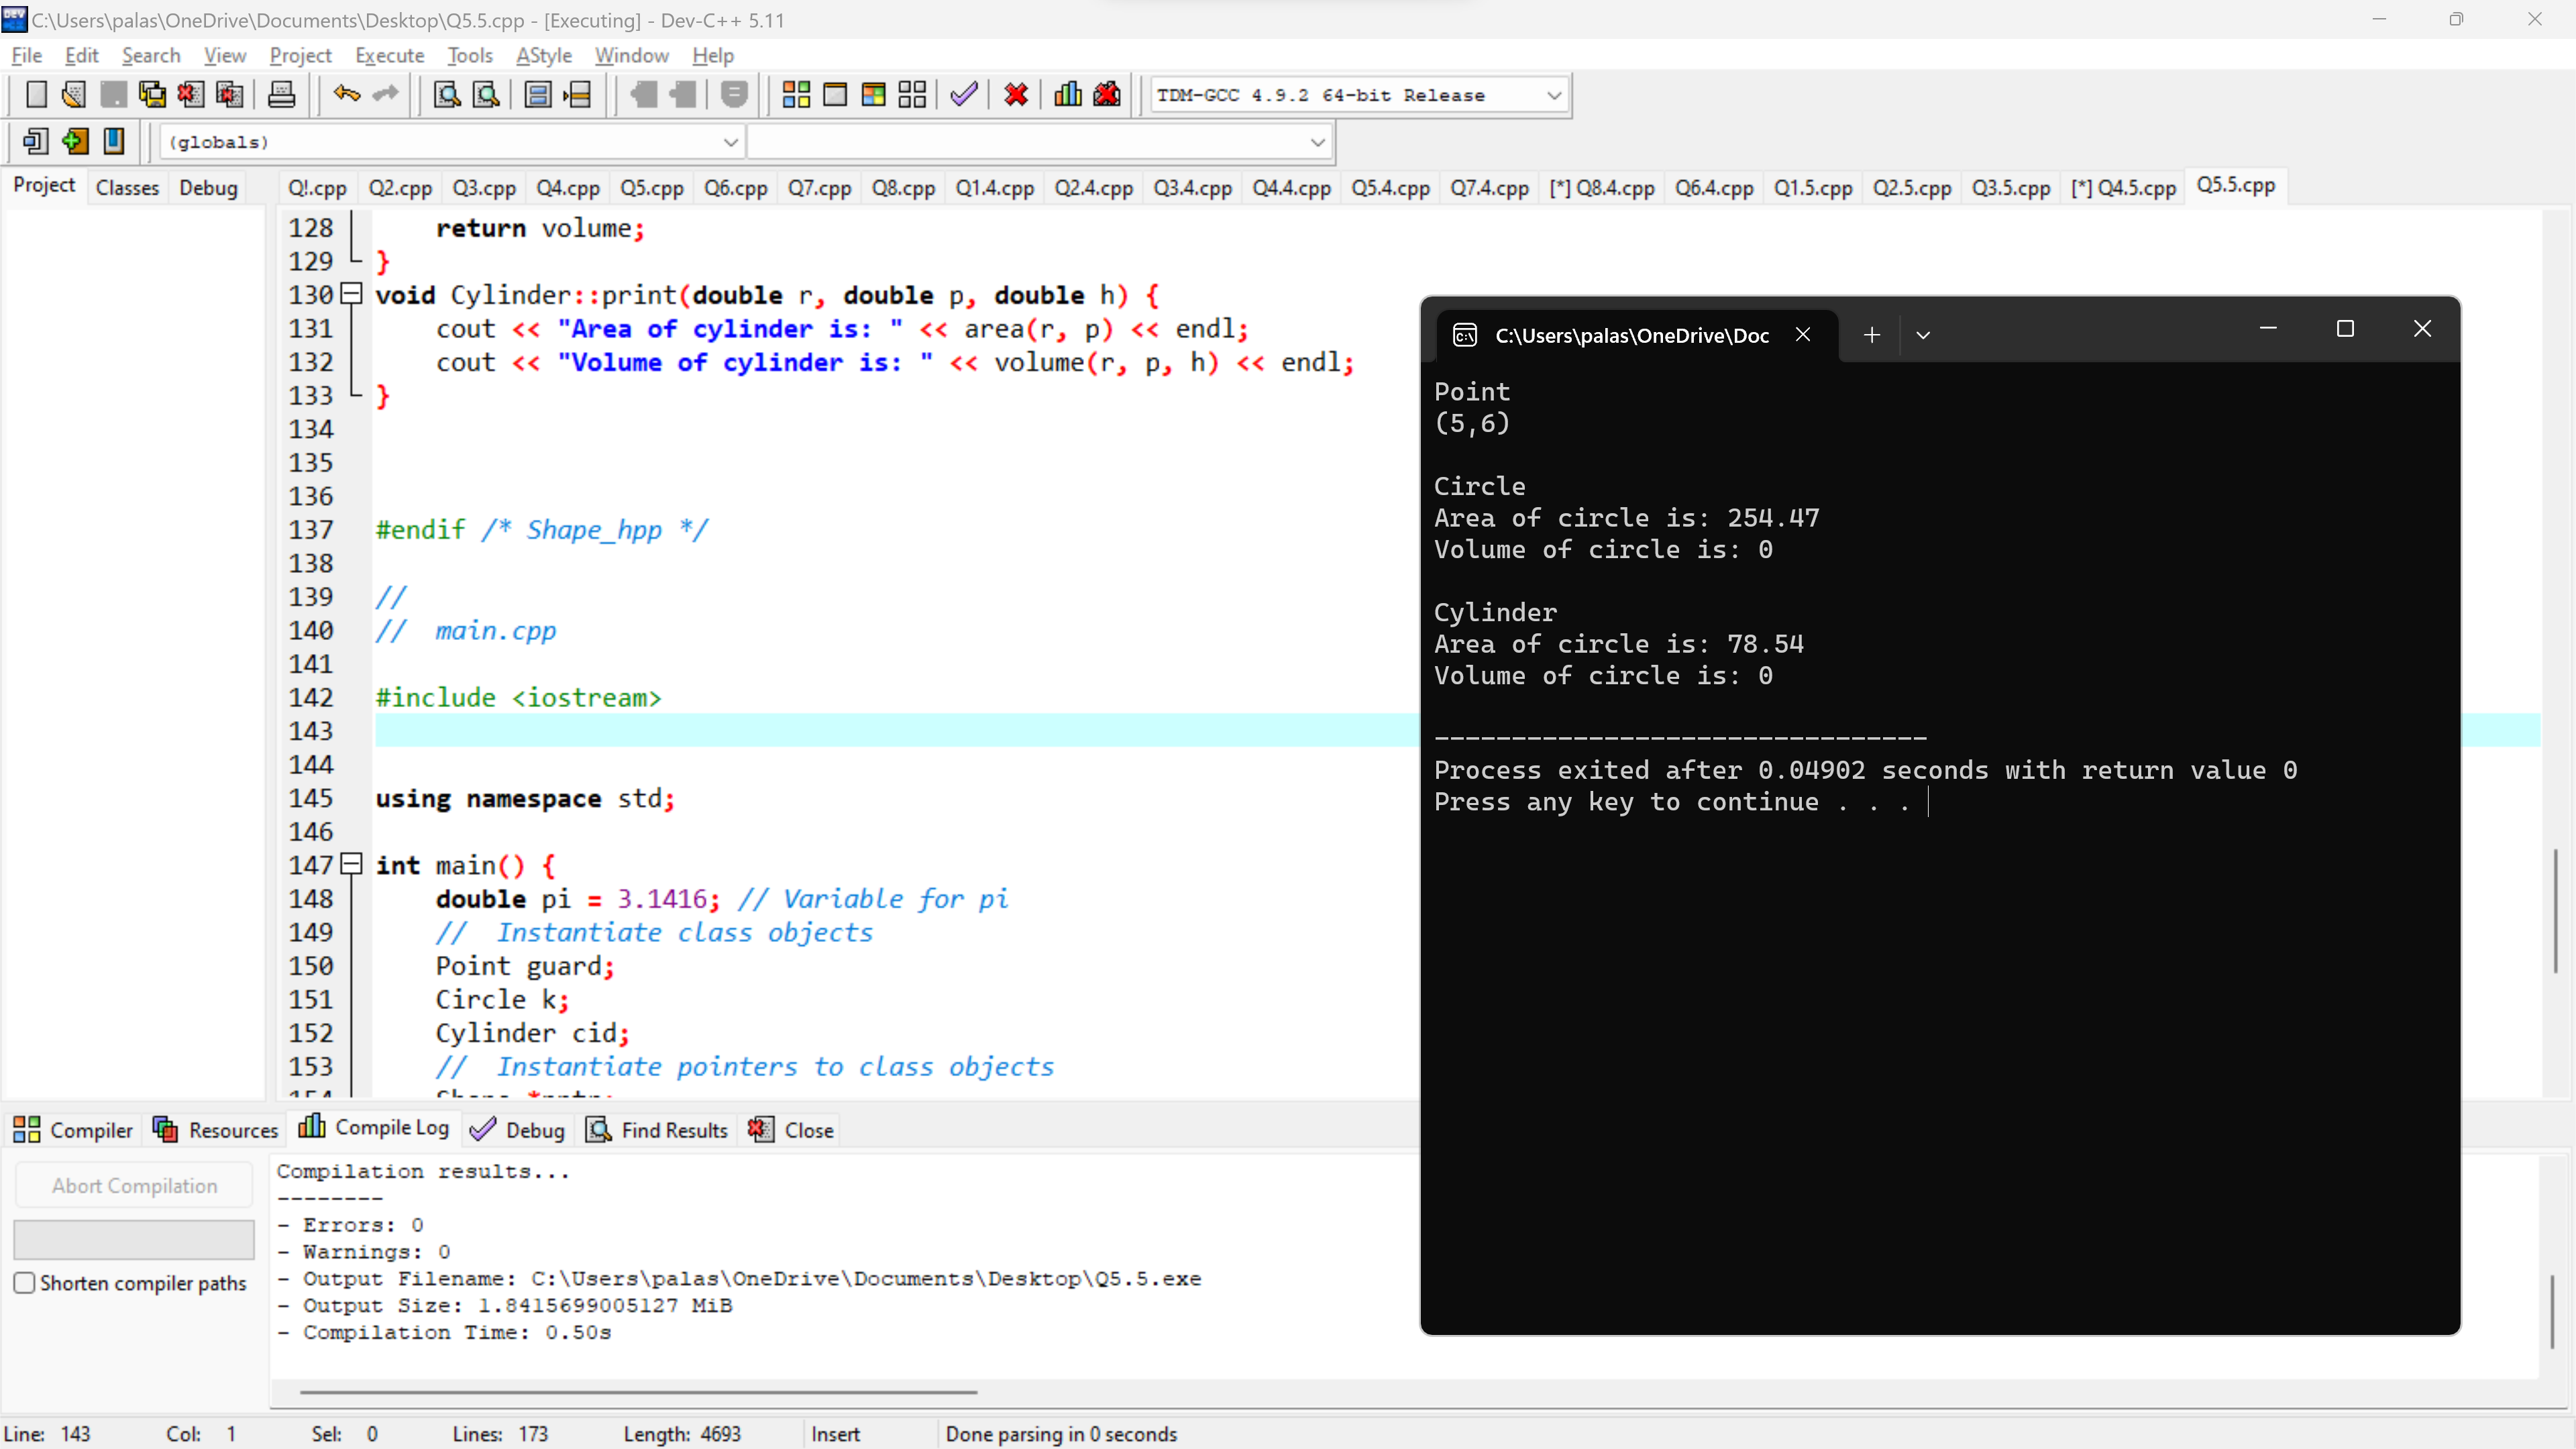 C:\Users\palas\OneDrive\Documents\Desktop\Q5.5.cpp - [Executing] - Dev-C++ 5.11
File Edit Search View Project Execute Tools AStyle Window Help
TDM-GCC 4.9.2 64-bit Release
(globals)
Project Classes Debug Q!.cpp Q2.cpp Q3.cpp Q4.cpp Q5.cpp Q6.cpp Q7.cpp Q8.cpp Q1.4.cpp Q2.4.cpp Q3.4.cpp Q4.4.cpp Q5.4.cpp Q7.4.cpp [*] Q8.4.cpp Q6.4.cpp Q1.5.cpp Q2.5.cpp Q3.5.cpp [*] Q4.5.cpp Q5.5.cpp
128 return volume;
129 }
130 void Cylinder::print(double r, double p, double h) {
131 cout << "Area of cylinder is: " << area(r, p) << endl;
132 cout << "Volume of cylinder is: " << volume(r, p, h) << endl;
133 }
134
135
136
137 #endif /* Shape_hpp */
138
139 //
140 // main.cpp
141
142 #include <iostream>
143
144
145 using namespace std;
146
147 int main() {
148 double pi = 3.1416; // Variable for pi
149 // Instantiate class objects
150 Point guard;
151 Circle k;
152 Cylinder cid;
153 // Instantiate pointers to class objects
C:\Users\palas\OneDrive\Doc
Point
(5,6)
Circle
Area of circle is: 254.47
Volume of circle is: 0
Cylinder
Area of circle is: 78.54
Volume of circle is: 0
--------------------------------
Process exited after 0.04902 seconds with return value 0
Press any key to continue . . .
Compiler Resources Compile Log Debug Find Results Close
Abort Compilation
Shorten compiler paths
Compilation results...
--------
- Errors: 0
- Warnings: 0
- Output Filename: C:\Users\palas\OneDrive\Documents\Desktop\Q5.5.exe
- Output Size: 1.8415699005127 MiB
- Compilation Time: 0.50s
Line: 143 Col: 1 Sel: 0 Lines: 173 Length: 4693 Insert Done parsing in 0 seconds